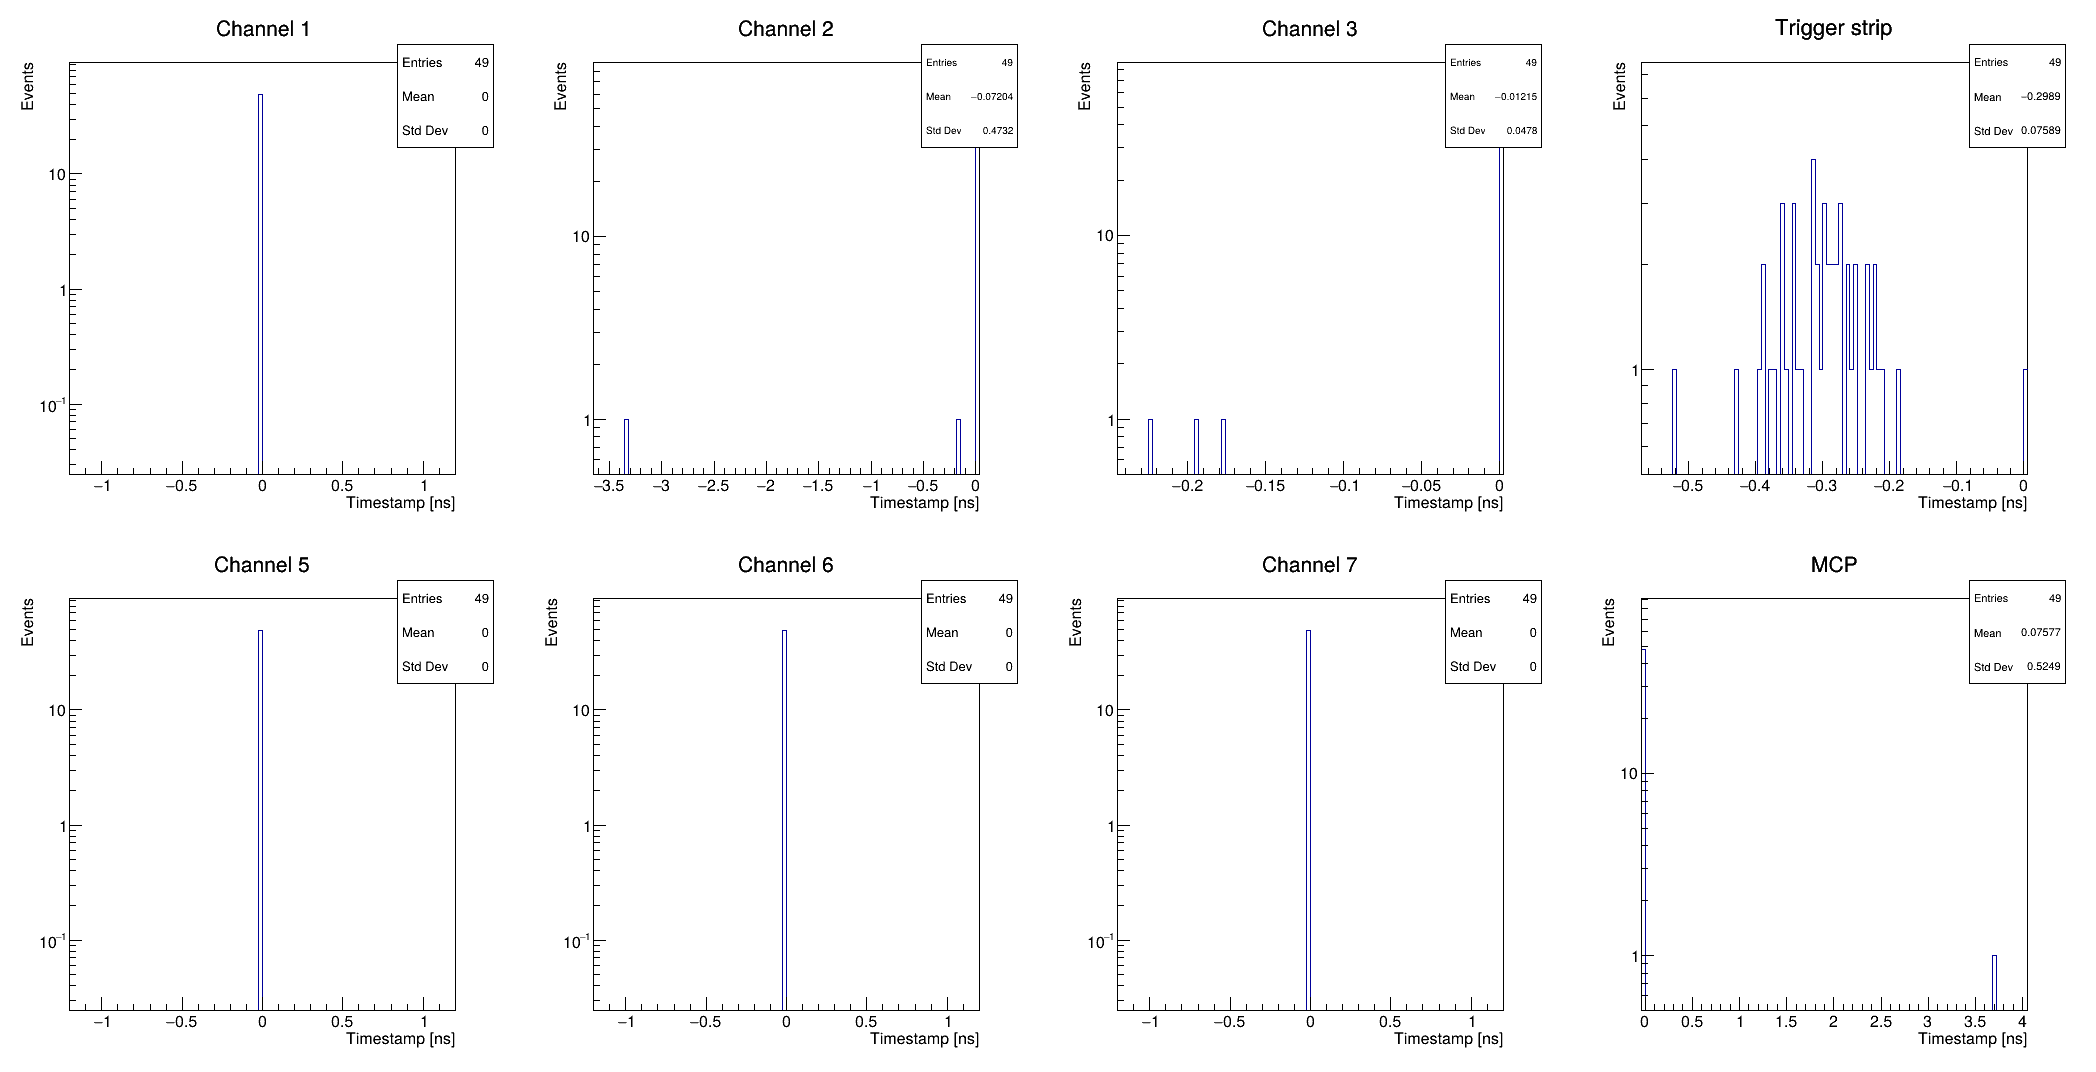 Channel 1
Events
Entries 49
Mean 0
Std Dev 0
10
1
10⁻¹
−1 −0.5 0 0.5 1
Timestamp [ns]
Channel 2
Events
Entries 49
Mean −0.07204
Std Dev 0.4732
10
1
−3.5 −3 −2.5 −2 −1.5 −1 −0.5 0
Timestamp [ns]
Channel 3
Events
Entries 49
Mean −0.01215
Std Dev 0.0478
10
1
−0.2 −0.15 −0.1 −0.05 0
Timestamp [ns]
Trigger strip
Events
Entries 49
Mean −0.2989
Std Dev 0.07589
1
−0.5 −0.4 −0.3 −0.2 −0.1 0
Timestamp [ns]
Channel 5
Events
Entries 49
Mean 0
Std Dev 0
10
1
10⁻¹
−1 −0.5 0 0.5 1
Timestamp [ns]
Channel 6
Events
Entries 49
Mean 0
Std Dev 0
10
1
10⁻¹
−1 −0.5 0 0.5 1
Timestamp [ns]
Channel 7
Events
Entries 49
Mean 0
Std Dev 0
10
1
10⁻¹
−1 −0.5 0 0.5 1
Timestamp [ns]
MCP
Events
Entries 49
Mean 0.07577
Std Dev 0.5249
10
1
0 0.5 1 1.5 2 2.5 3 3.5 4
Timestamp [ns]